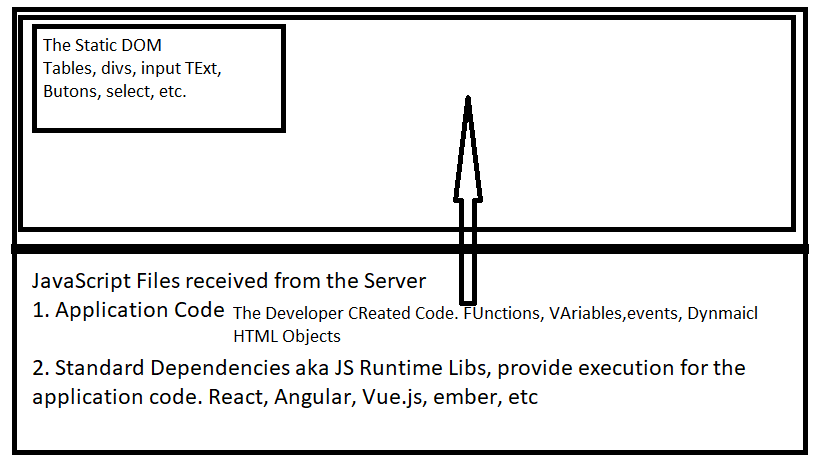 The Static DOM
Tables, divs, input TExt,
Butons, select, etc.
JavaScript Files received from the Server
1. Application Code The Developer CReated Code. FUnctions, VAriables,events, Dynmaicl
HTML Objects
2. Standard Dependencies aka JS Runtime Libs, provide execution for the
application code. React, Angular, Vue.js, ember, etc